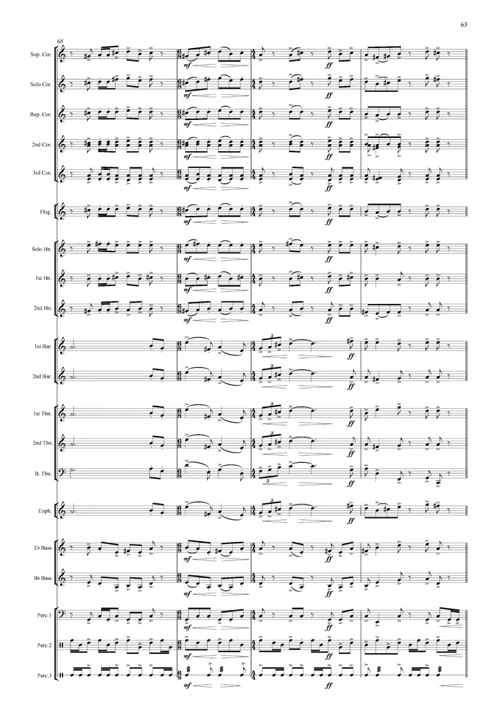 63
68
Sop. Cor.
Solo Cor.
Rep. Cor.
2nd Cor.
3rd Cor.
Flug.
Solo Hn.
1st Hn.
2nd Hn.
1st Bar.
2nd Bar.
1st Tbn.
2nd Tbn.
B. Tbn.
Euph.
E♭ Bass
B♭ Bass
Perc. 1
Perc. 2
Perc. 3